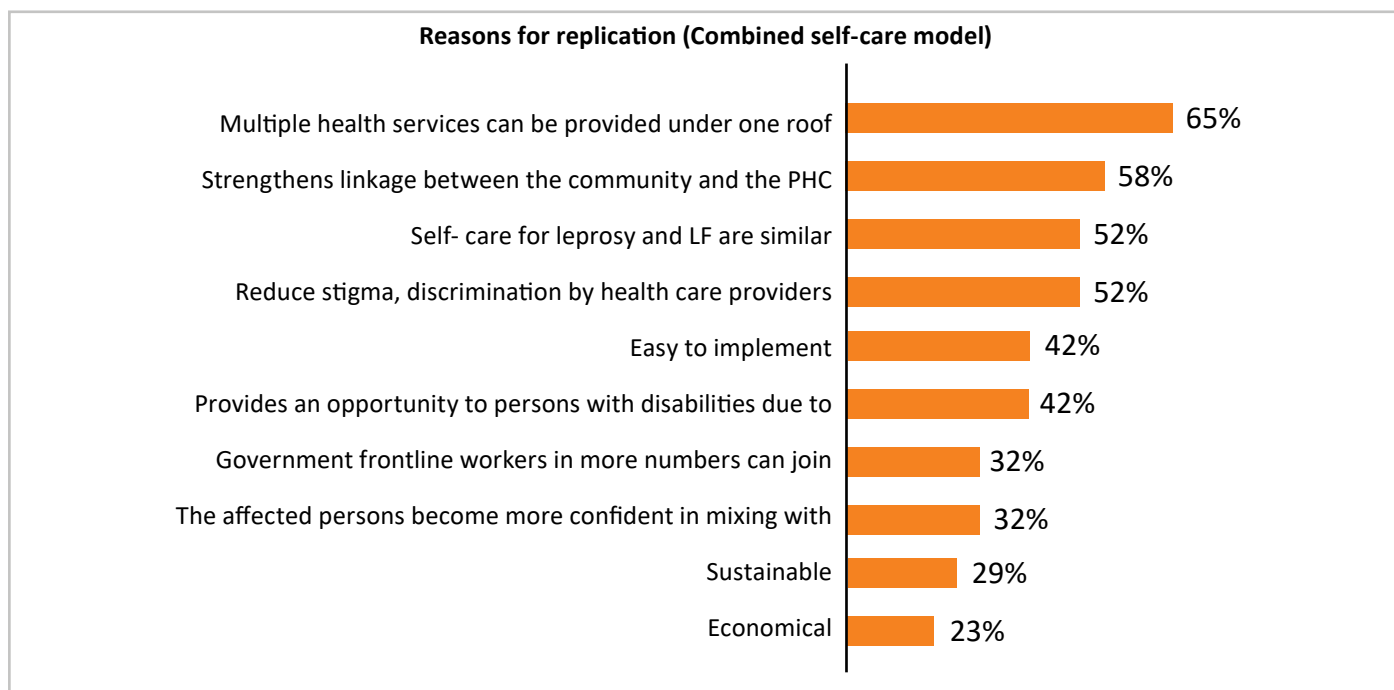 Reasons for replication (Combined self-care model)
Multiple health services can be provided under one roof 65%
Strengthens linkage between the community and the PHC 58%
Self- care for leprosy and LF are similar 52%
Reduce stigma, discrimination by health care providers 52%
Easy to implement 42%
Provides an opportunity to persons with disabilities due to 42%
Government frontline workers in more numbers can join 32%
The affected persons become more confident in mixing with 32%
Sustainable 29%
Economical 23%